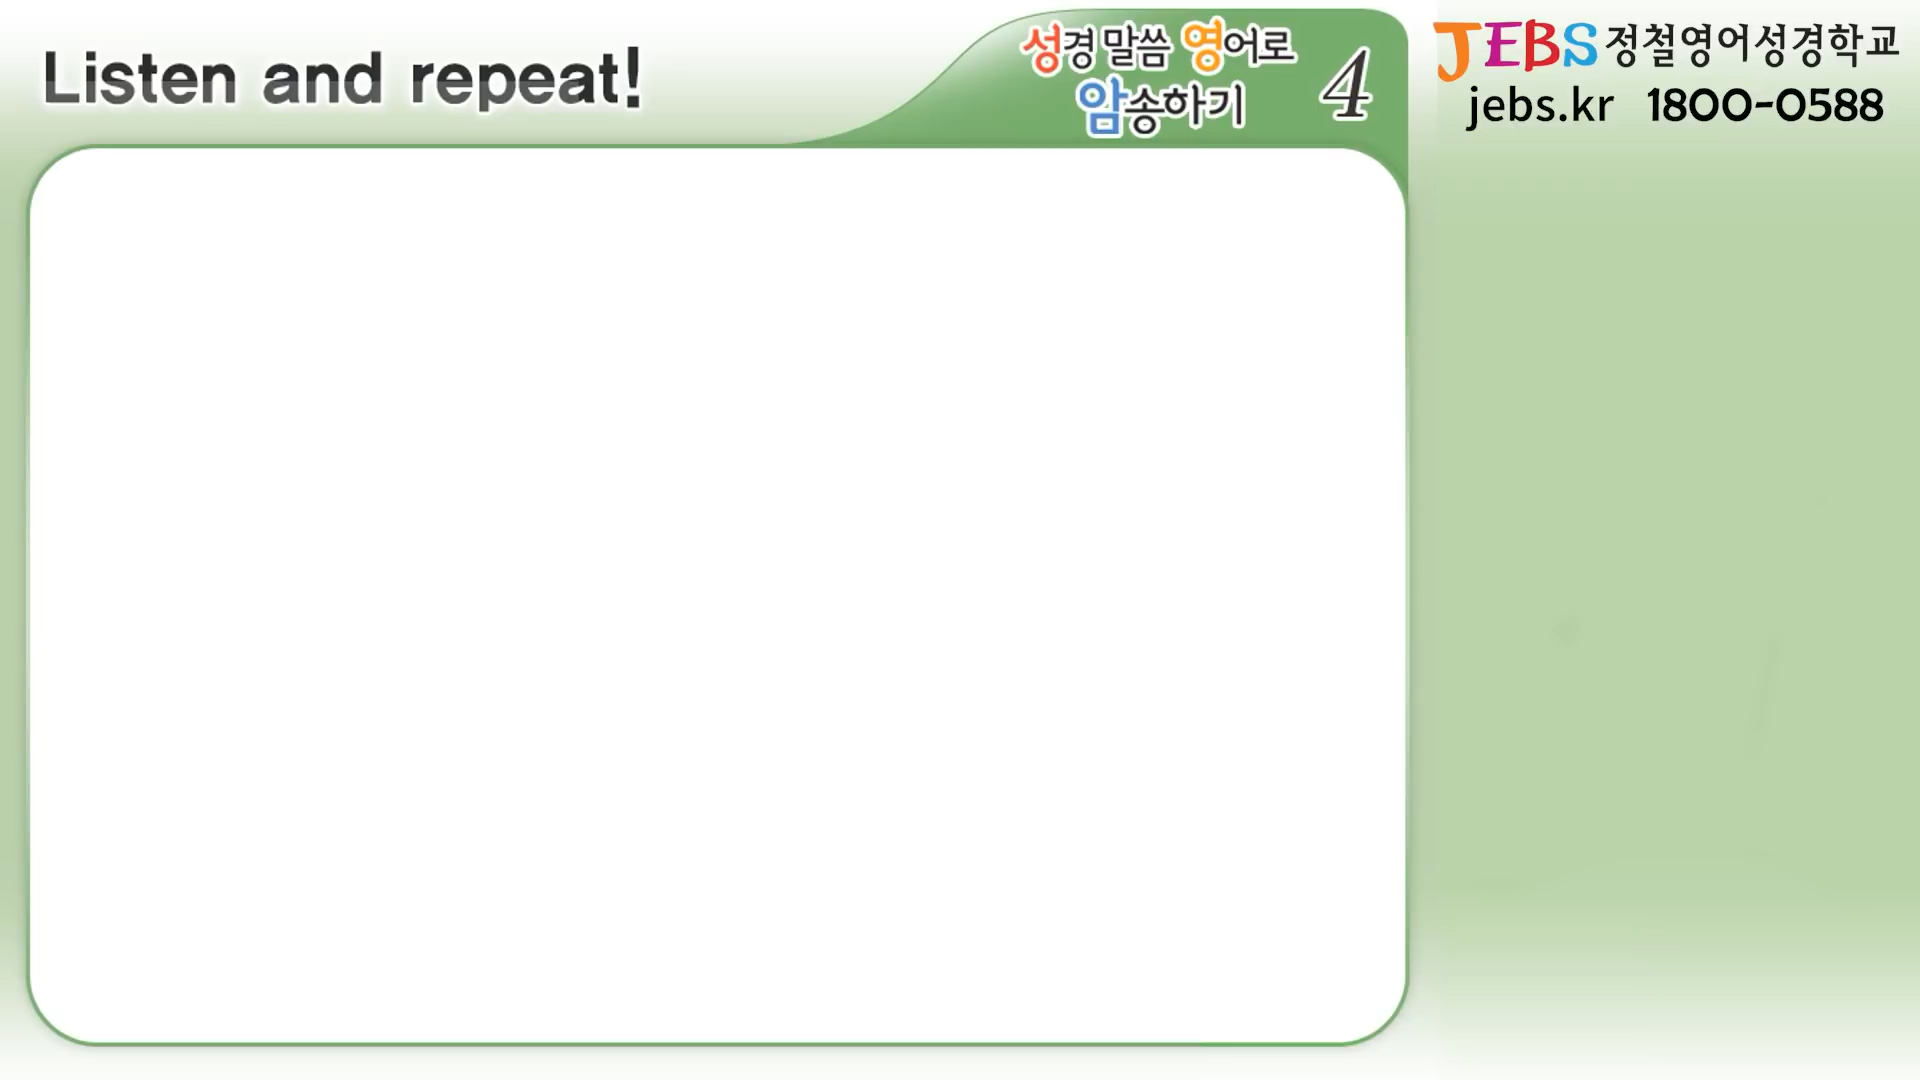 Listen and repeat!
성경 말씀 영어로
암송하기
4
JEBS 정철영어성경학교
jebs.kr 1800-0588